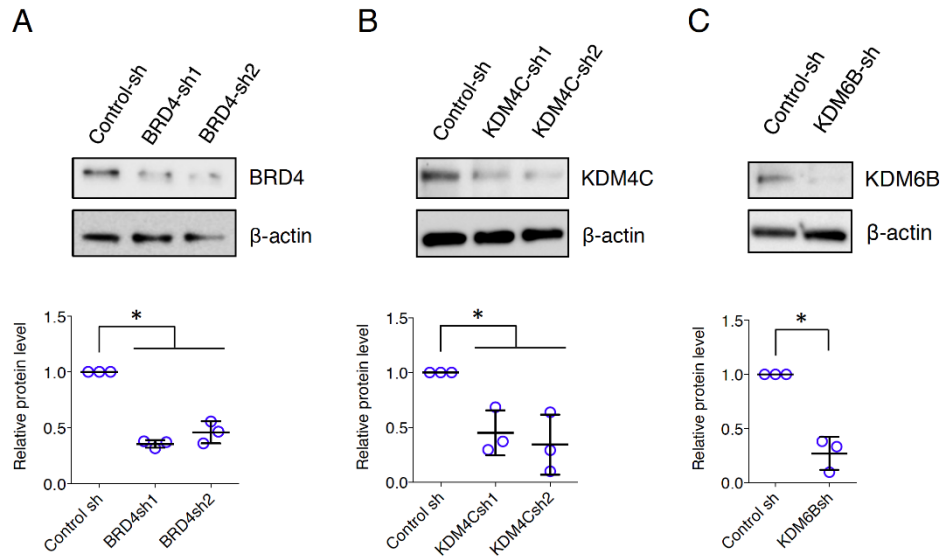 A
Control-sh
BRD4-sh1
BRD4-sh2
BRD4
β-actin
Relative protein level
1.5
1.0
0.5
0.0
*
Control sh
BRD4sh1
BRD4sh2
B
Control-sh
KDM4C-sh1
KDM4C-sh2
KDM4C
β-actin
Relative protein level
1.5
1.0
0.5
0.0
*
Control sh
KDM4Csh1
KDM4Csh2
C
Control-sh
KDM6B-sh
KDM6B
β-actin
Relative protein level
1.5
1.0
0.5
0.0
*
Control sh
KDM6Bsh